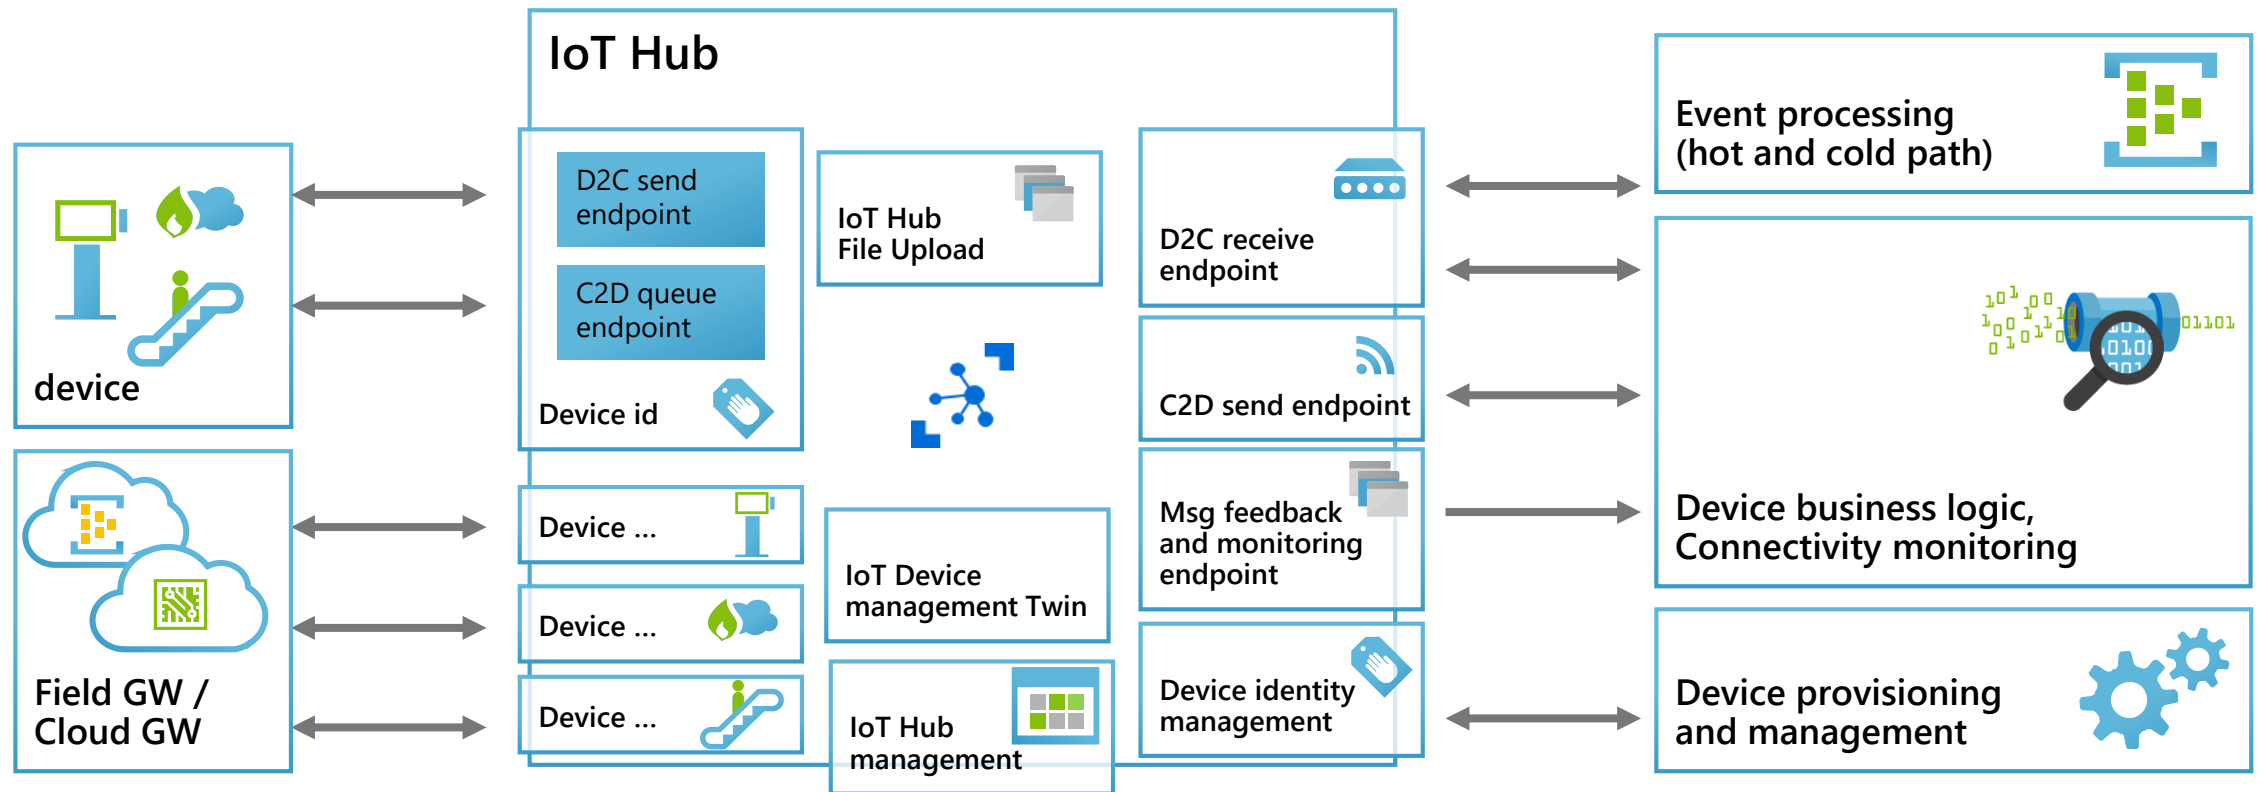 IoT Hub
device
Field GW /
Cloud GW
D2C send
endpoint
C2D queue
endpoint
Device id
Device ...
Device ...
Device ...
IoT Hub
File Upload
IoT Device
management Twin
IoT Hub
management
D2C receive
endpoint
C2D send endpoint
Msg feedback
and monitoring
endpoint
Device identity
management
Event processing
(hot and cold path)
01101
Device business logic,
Connectivity monitoring
Device provisioning
and management